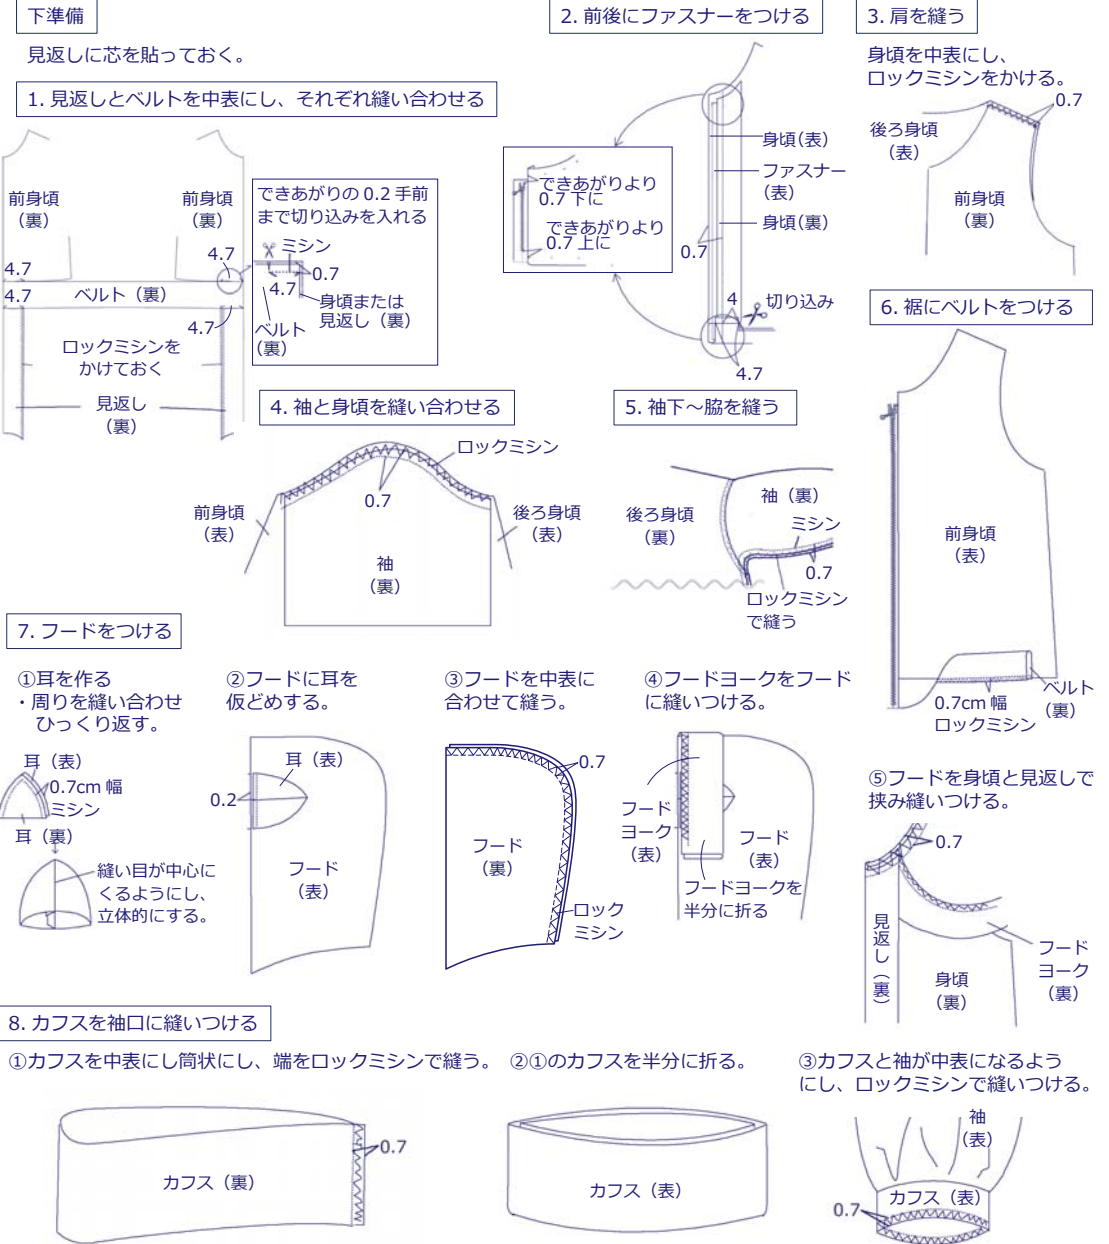 下準備
見返しに芯を貼っておく。
1. 見返しとベルトを中表にし、それぞれ縫い合わせる
前身頃
（裏）
前身頃
（裏）
4.7
4.7
4.7
ベルト（裏）
4.7
ロックミシンを
かけておく
見返し
（裏）
できあがりの 0.2 手前
まで切り込みを入れる
ミシン
0.7
4.7
身頃または
見返し（裏）
ベルト
（裏）
2. 前後にファスナーをつける
できあがりより
0.7 下に
できあがりより
0.7 上に
身頃（表）
ファスナー
（表）
身頃（裏）
0.7
4
切り込み
4.7
3. 肩を縫う
身頃を中表にし、
ロックミシンをかける。
0.7
後ろ身頃
（表）
前身頃
（裏）
4. 袖と身頃を縫い合わせる
ロックミシン
0.7
前身頃
（表）
後ろ身頃
（表）
袖
（裏）
5. 袖下～脇を縫う
袖（裏）
後ろ身頃
（裏）
ミシン
0.7
ロックミシン
で縫う
6. 裾にベルトをつける
前身頃
（表）
ベルト
（裏）
0.7cm 幅
ロックミシン
7. フードをつける
①耳を作る
・周りを縫い合わせ
ひっくり返す。
耳（表）
0.7cm 幅
ミシン
耳（裏）
縫い目が中心に
くるようにし、
立体的にする。
②フードに耳を
仮どめする。
耳（表）
0.2
フード
（表）
③フードを中表に
合わせて縫う。
0.7
フード
（裏）
ロック
ミシン
④フードヨークをフード
に縫いつける。
フード
ヨーク
（表）
フード
（表）
フードヨークを
半分に折る
⑤フードを身頃と見返しで
挟み縫いつける。
0.7
見返し（裏）
フード
ヨーク
（裏）
身頃
（裏）
8. カフスを袖口に縫いつける
①カフスを中表にし筒状にし、端をロックミシンで縫う。
0.7
カフス（裏）
②①のカフスを半分に折る。
カフス（表）
③カフスと袖が中表になるよう
にし、ロックミシンで縫いつける。
袖
（表）
カフス（表）
0.7